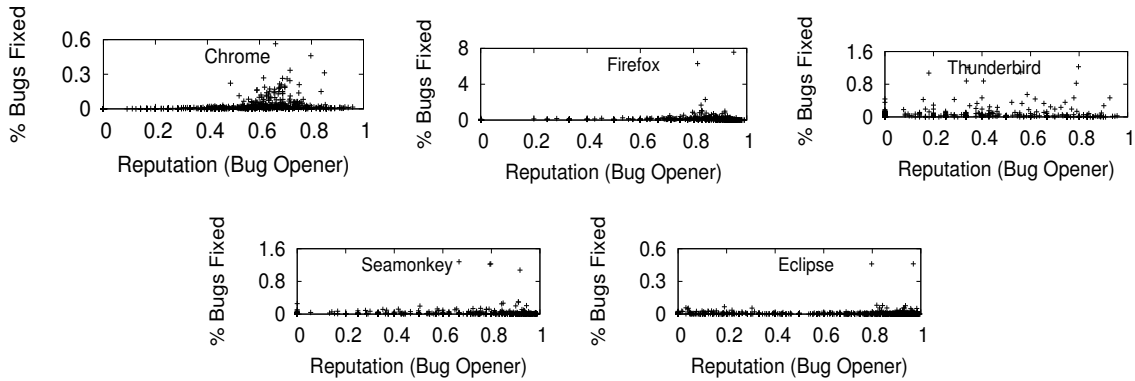 % Bugs Fixed
0.6
0.3
0
Chrome
0 0.2 0.4 0.6 0.8 1
Reputation (Bug Opener)
% Bugs Fixed
8
4
0
Firefox
0 0.2 0.4 0.6 0.8 1
Reputation (Bug Opener)
% Bugs Fixed
1.6
1.2
0.8
0.4
0
Thunderbird
0 0.2 0.4 0.6 0.8 1
Reputation (Bug Opener)
% Bugs Fixed
1.6
0.8
0
Seamonkey
0 0.2 0.4 0.6 0.8 1
Reputation (Bug Opener)
% Bugs Fixed
0.6
0.3
0
Eclipse
0 0.2 0.4 0.6 0.8 1
Reputation (Bug Opener)